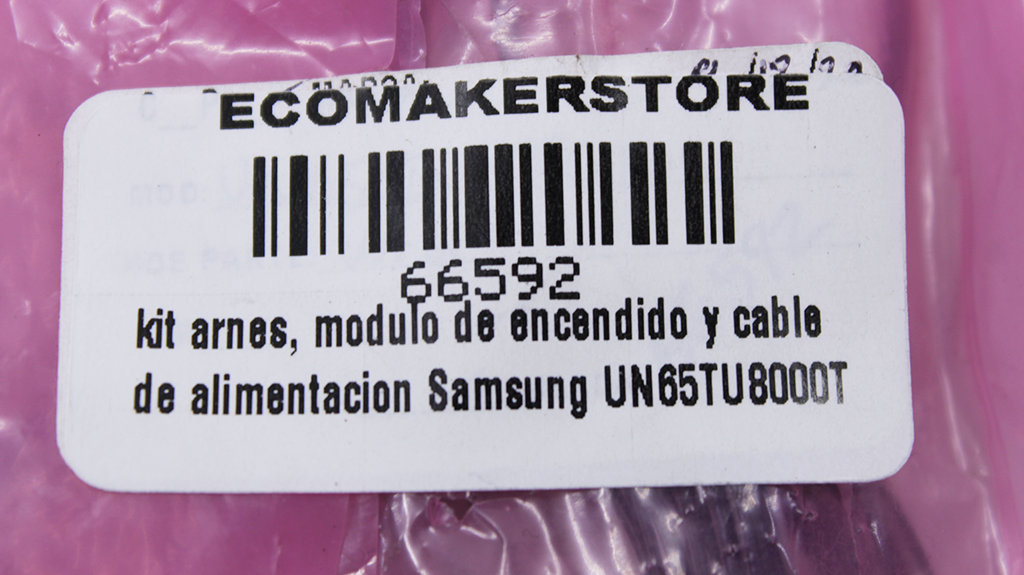 ECOMAKERSTORE
66592
kit arnes, modulo de encendido y cable
de alimentacion Samsung UN65TU8000T